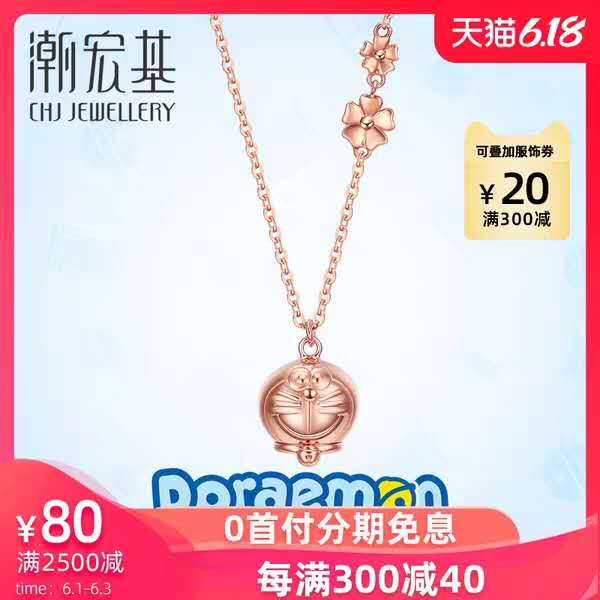 潮宏基
CHJ JEWELLERY
天猫6.18
可叠加服饰券
¥20
满300减
Doraemon
¥80
满2500减
time: 6.1-6.3
0首付分期免息
每满300减40